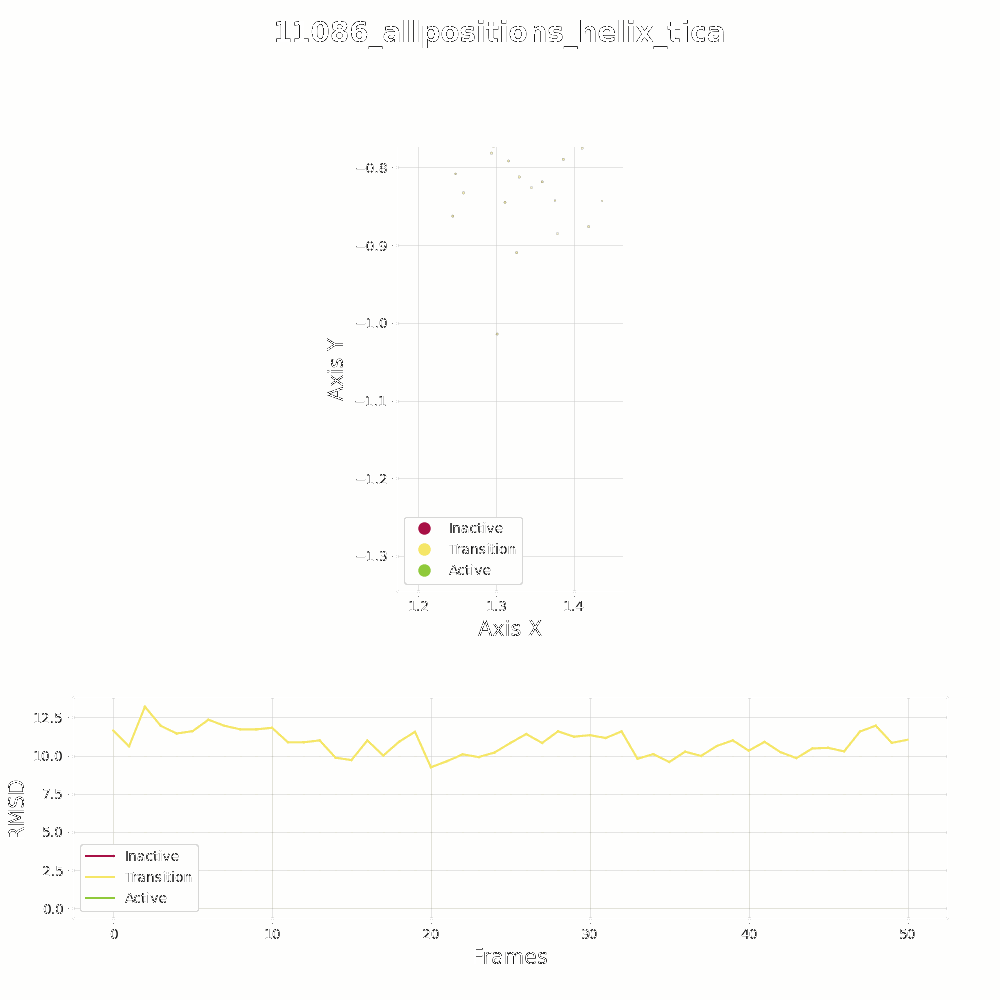 11086_allpositions_helix_tica
−0.8
−0.9
−1.0
−1.1
−1.2
−1.3
Axis Y
Inactive
Transition
Active
1.2 1.3 1.4
Axis X
12.5
10.0
7.5
5.0
2.5
0.0
RMSD
Inactive
Transition
Active
0 10 20 30 40 50
Frames